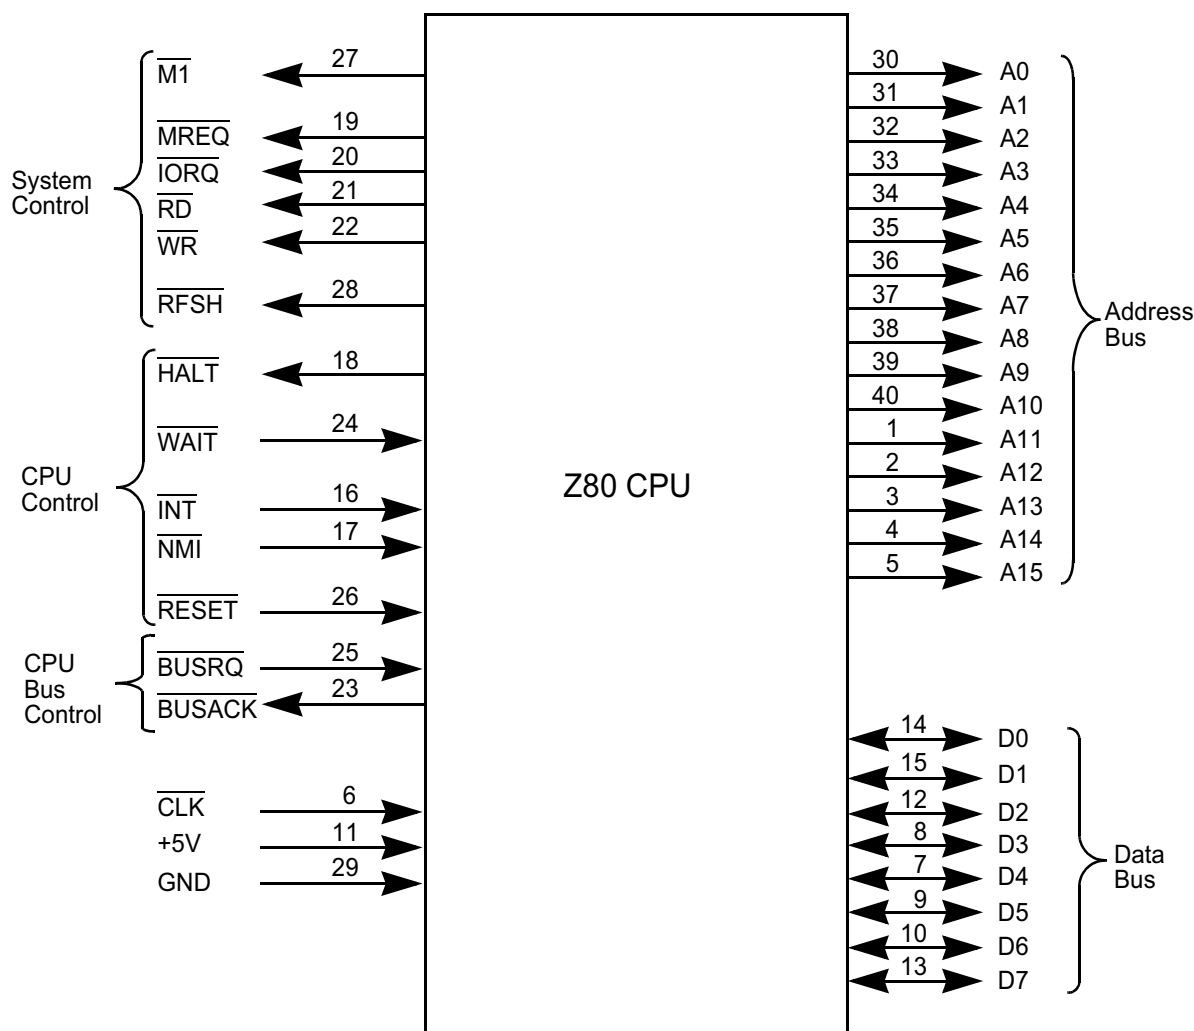 System
Control
M1 27
MREQ 19
IORQ 20
RD 21
WR 22
RFSH 28
CPU
Control
HALT 18
WAIT 24
INT 16
NMI 17
RESET 26
CPU
Bus
Control
BUSRQ 25
BUSACK 23
CLK 6
+5V 11
GND 29
Z80 CPU
30 A0
31 A1
32 A2
33 A3
34 A4
35 A5
36 A6
37 A7
38 A8
39 A9
40 A10
1 A11
2 A12
3 A13
4 A14
5 A15
Address
Bus
14 D0
15 D1
12 D2
8 D3
7 D4
9 D5
10 D6
13 D7
Data
Bus